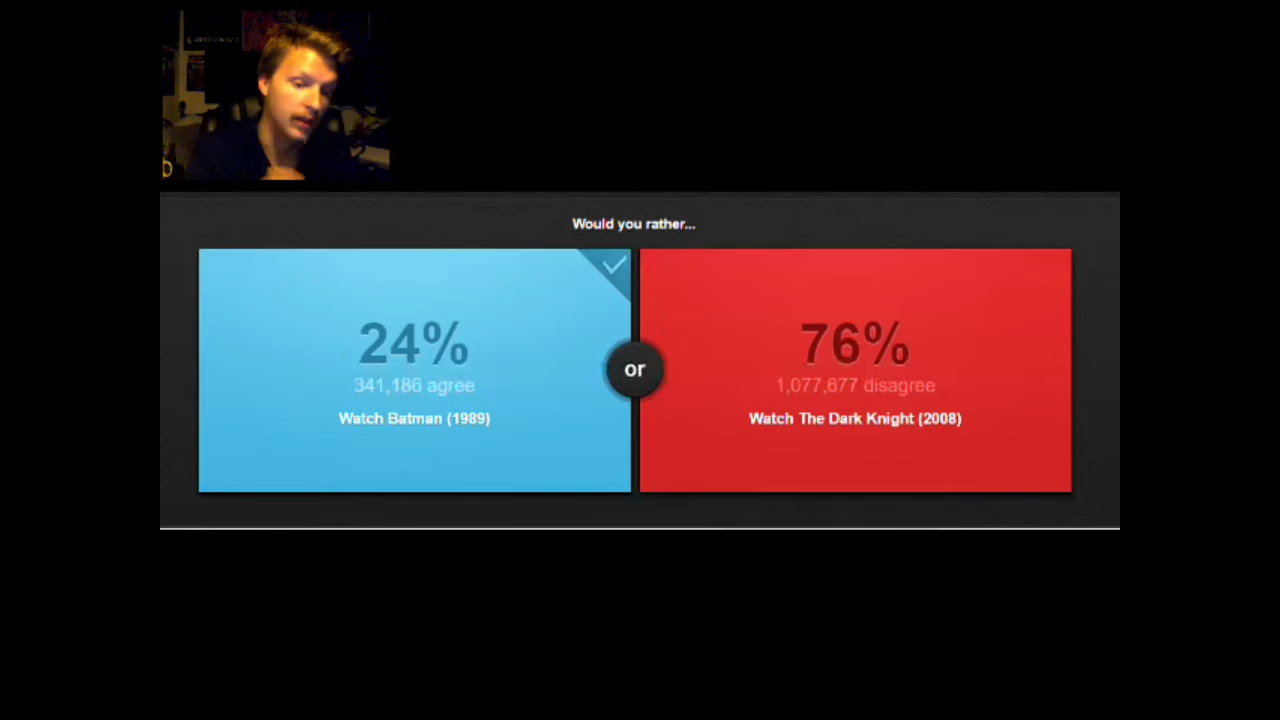 Would you rather...
24%
341,186 agree
Watch Batman (1989)
or
76%
1,077,677 disagree
Watch The Dark Knight (2008)